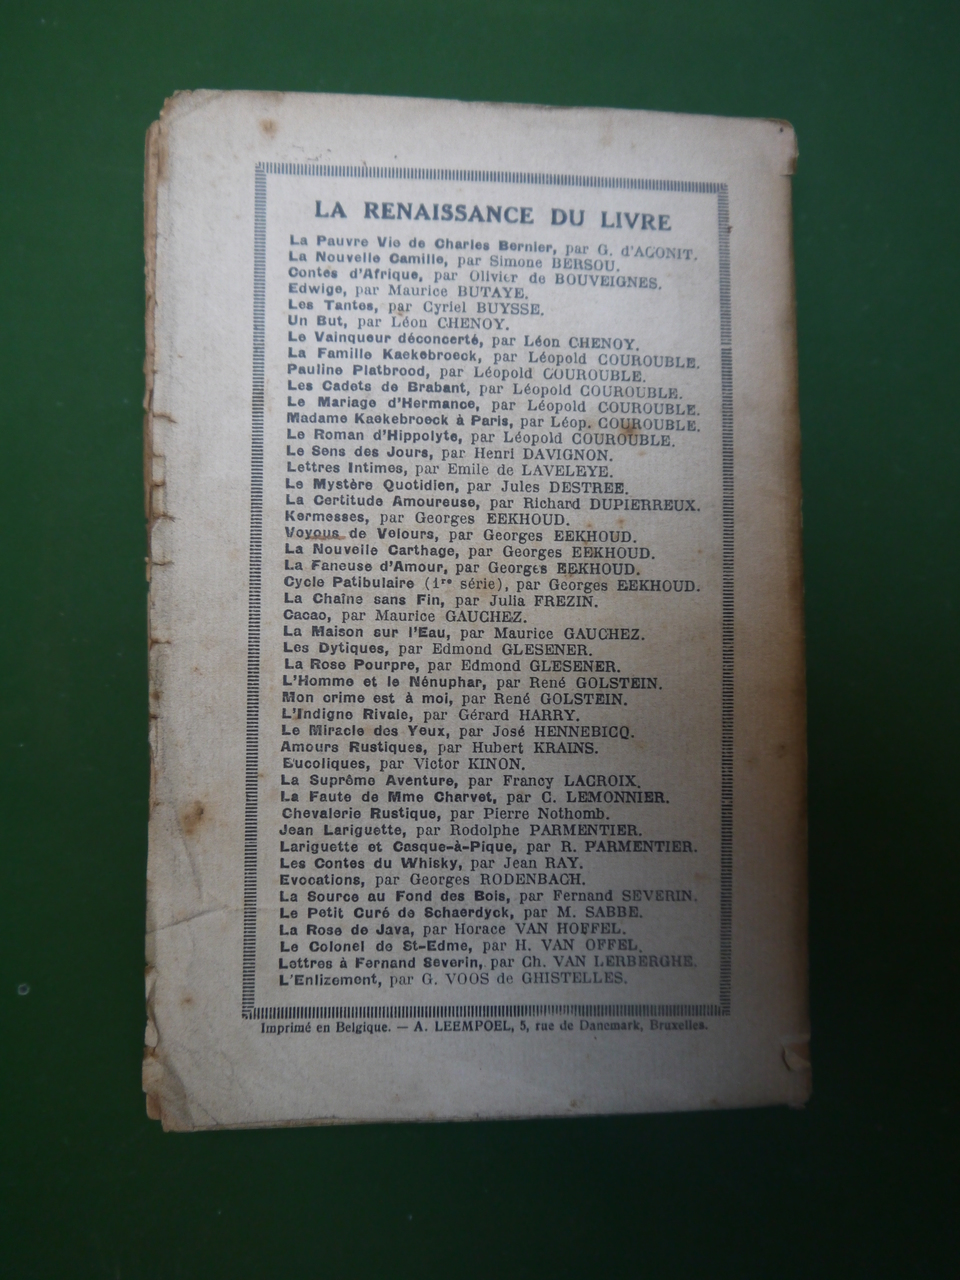 LA RENAISSANCE DU LIVRE
La Pauvre Vie de Charles Bernier, par G. d'AGONIT.
La Nouvelle Camille, par Simone BERSOU.
Contes d'Afrique, par Olivier de BOUVEIGNES.
Edwige, par Maurice BUTAYE.
Les Tantes, par Cyriel BUYSSE.
Un But, par Léon CHENOY.
Le Vainqueur déconcerté, par Léon CHENOY.
La Famille Kaekebroeck, par Léopold COUROUBLE.
Pauline Platbrood, par Léopold COUROUBLE.
Les Cadets de Brabant, par Léopold COUROUBLE.
Le Mariage d'Hermance, par Léopold COUROUBLE.
Madame Kaekebroeck à Paris, par Léop. COUROUBLE.
Le Roman d'Hippolyte, par Léopold COUROUBLE.
Le Sens des Jours, par Henri DAVIGNON.
Lettres Intimes, par Emile de LAVELEYE.
Le Mystère Quotidien, par Jules DESTREE.
La Certitude Amoureuse, par Richard DUPIERREUX.
Kermesses, par Georges EEKHOUD.
Voyous de Velours, par Georges EEKHOUD.
La Nouvelle Carthage, par Georges EEKHOUD.
La Faneuse d'Amour, par Georges EEKHOUD.
Cycle Patibulaire (1re série), par Georges EEKHOUD.
La Chaîne sans Fin, par Julia FREZIN.
Cacao, par Maurice GAUCHEZ.
La Maison sur l'Eau, par Maurice GAUCHEZ.
Les Dytiques, par Edmond GLESENER.
La Rose Pourpre, par Edmond GLESENER.
L'Homme et le Nénuphar, par René GOLSTEIN.
Mon crime est à moi, par René GOLSTEIN.
L'Indigne Rivale, par Gérard HARRY.
Le Miracle des Yeux, par José HENNEBICQ.
Amours Rustiques, par Hubert KRAINS.
Bucoliques, par Victor KINON.
La Suprême Aventure, par Francy LACROIX.
La Faute de Mme Charvet, par C. LEMONNIER.
Chevalerie Rustique, par Pierre Nothomb.
Jean Lariguette, par Rodolphe PARMENTIER.
Lariguette et Casque-à-Pique, par R. PARMENTIER.
Les Contes du Whisky, par Jean RAY.
Evocations, par Georges RODENBACH.
La Source au Fond des Bois, par Fernand SEVERIN.
Le Petit Curé de Schaerdyck, par M. SABBE.
La Rose de Java, par Horace VAN HOFFEL.
Le Colonel de St-Edme, par H. VAN OFFEL.
Lettres à Fernand Severin, par Ch. VAN LERBERGHE.
L'Enlizement, par G. VOOS de GHISTELLES.
Imprimé en Belgique. — A. LEEMPOEL, 5, rue de Danemark, Bruxelles.